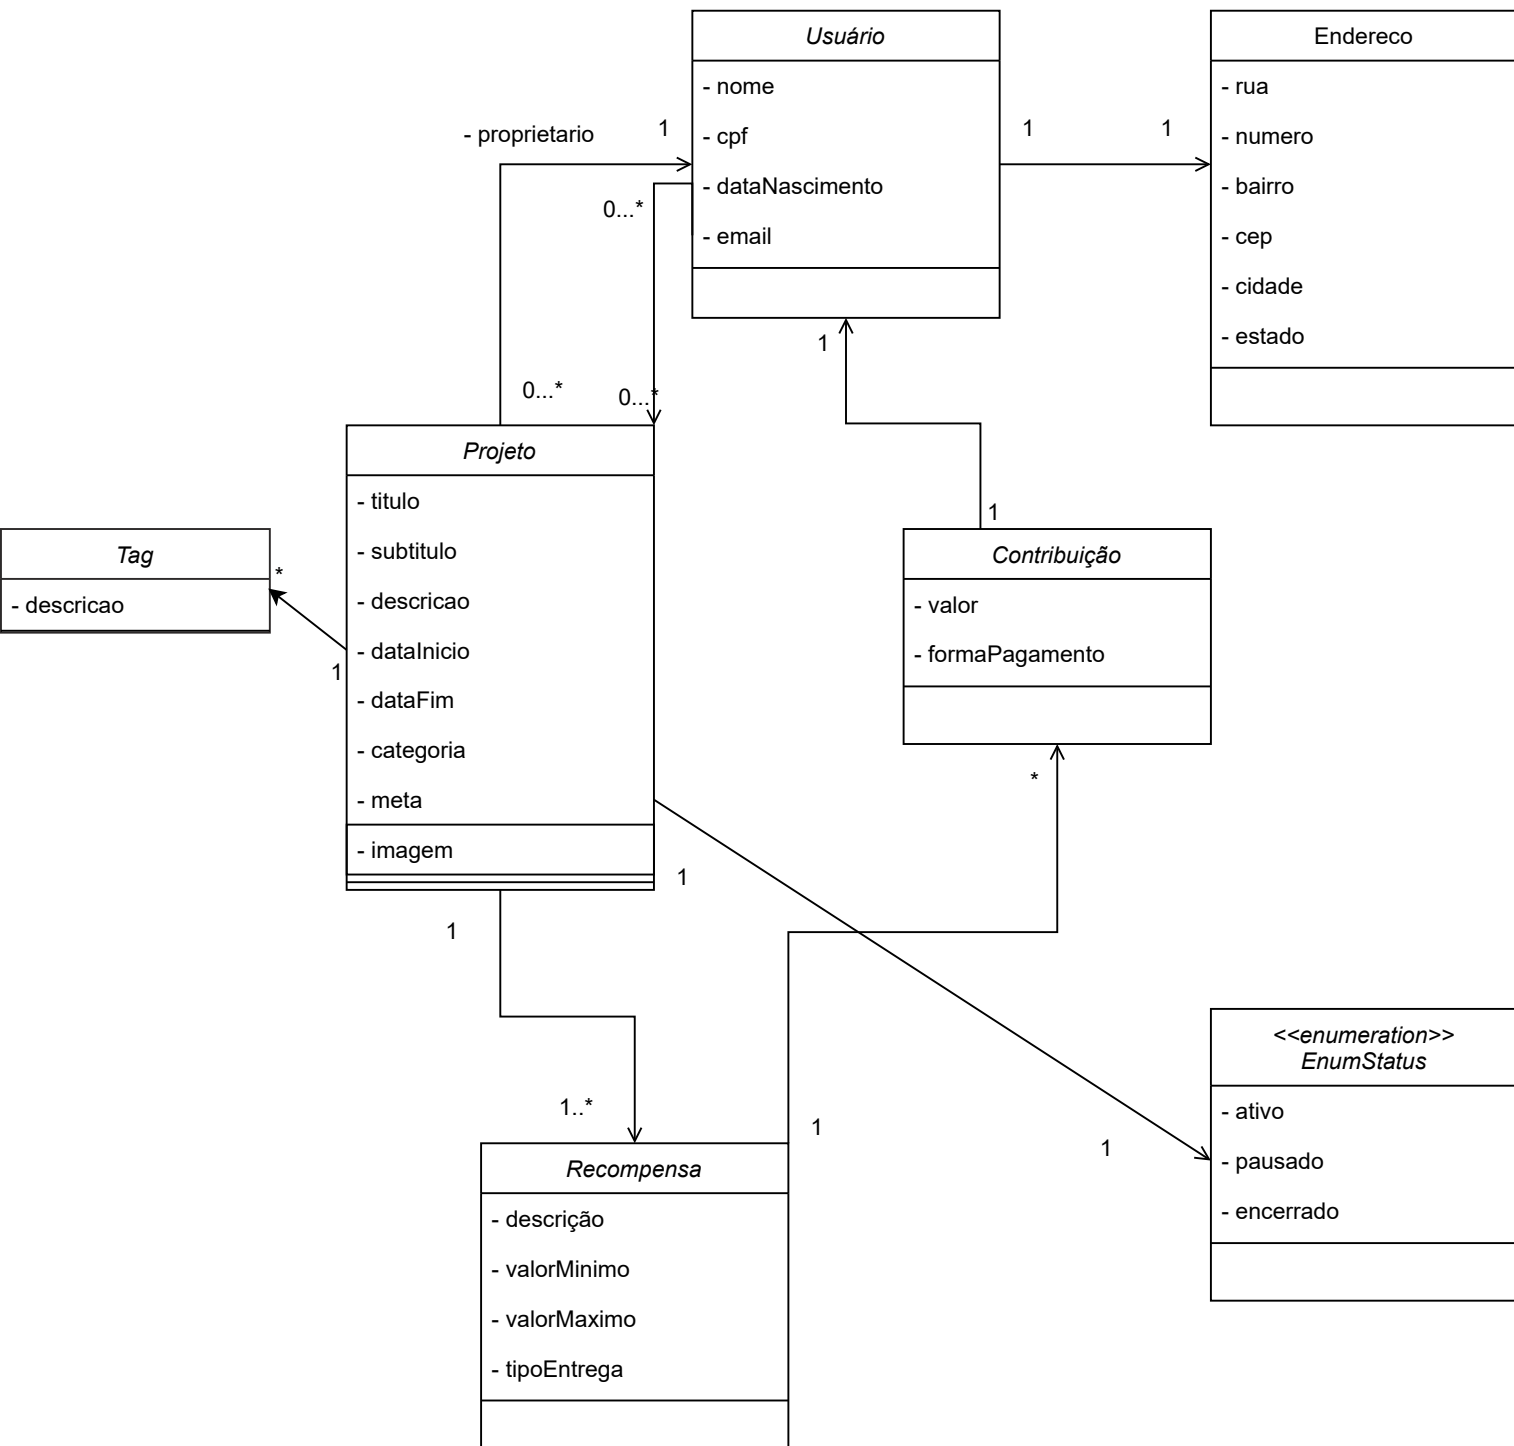 Usuário
- nome
- cpf
- dataNascimento
- email
Endereco
- rua
- numero
- bairro
- cep
- cidade
- estado
- proprietario
1
1
1
0...*
0...*
0...*
1
1
Projeto
- titulo
- subtitulo
- descricao
- dataInicio
- dataFim
- categoria
- meta
- imagem
Tag
- descricao
*
1
Contribuição
- valor
- formaPagamento
*
1
1
1..*
1
1
Recompensa
- descrição
- valorMinimo
- valorMaximo
- tipoEntrega
<<enumeration>>
EnumStatus
- ativo
- pausado
- encerrado